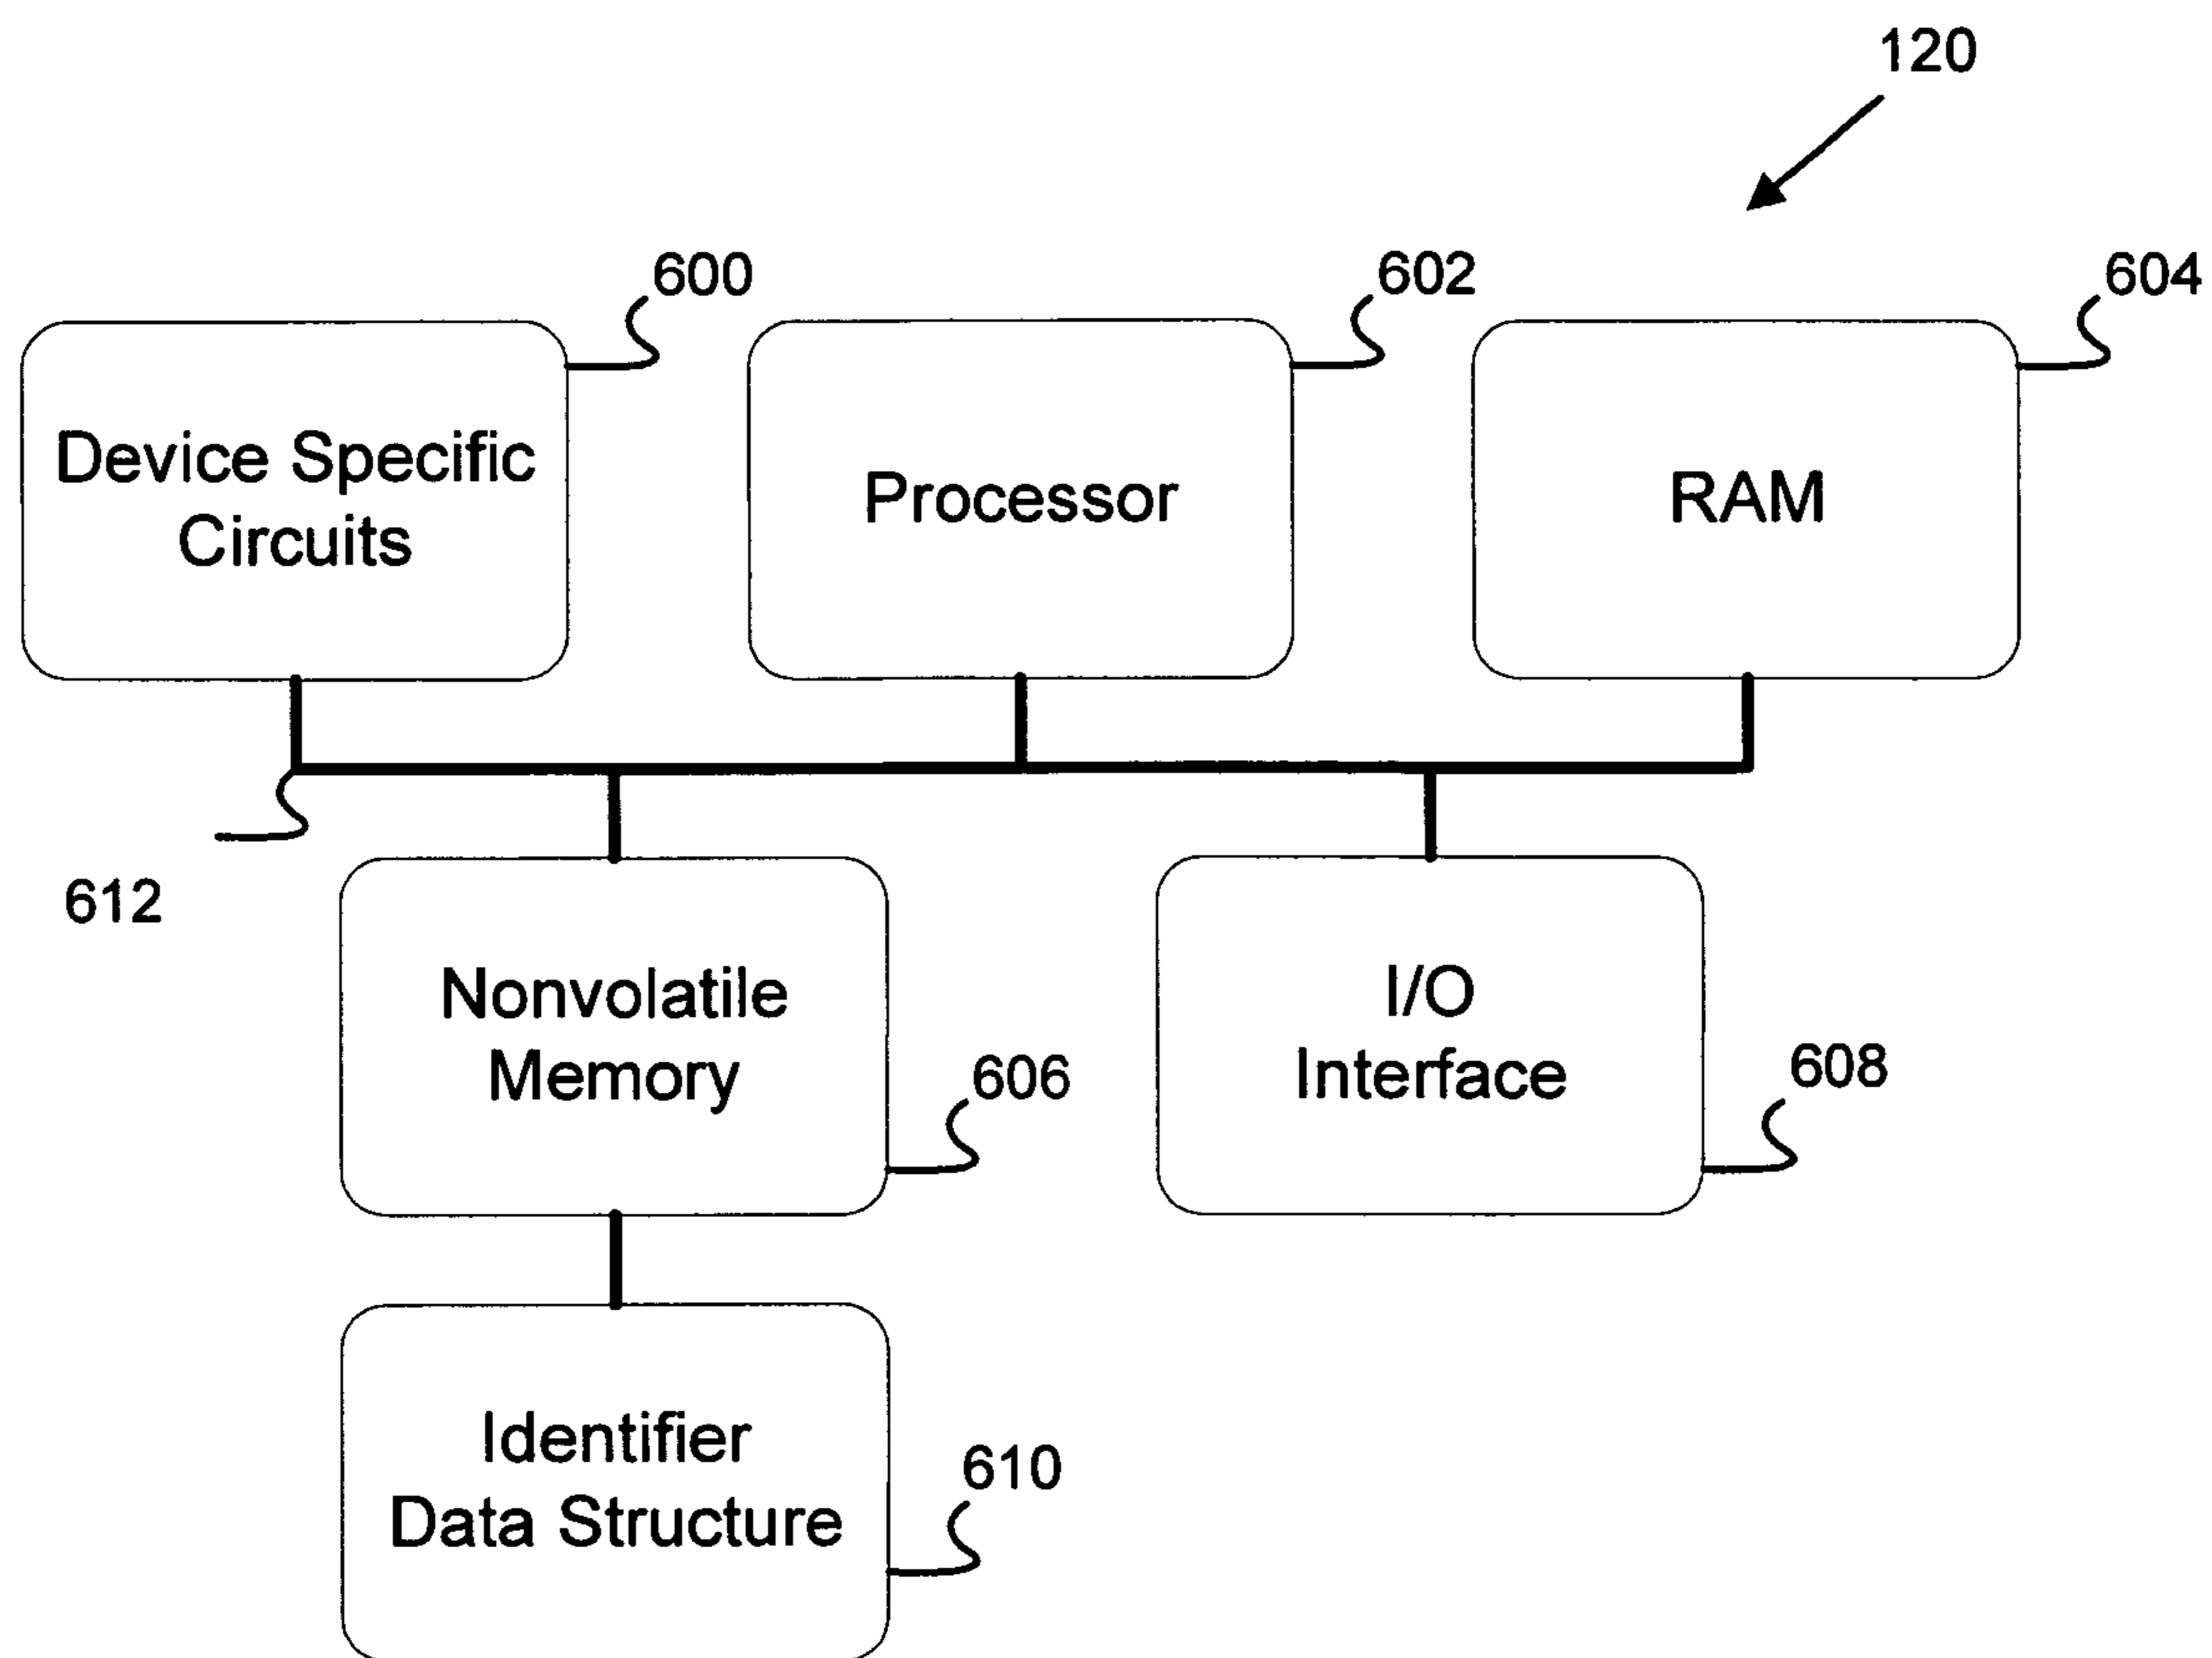 120
600
602
604
Device Specific
Circuits
Processor
RAM
612
Nonvolatile
Memory
606
I/O
Interface
608
Identifier
Data Structure
610